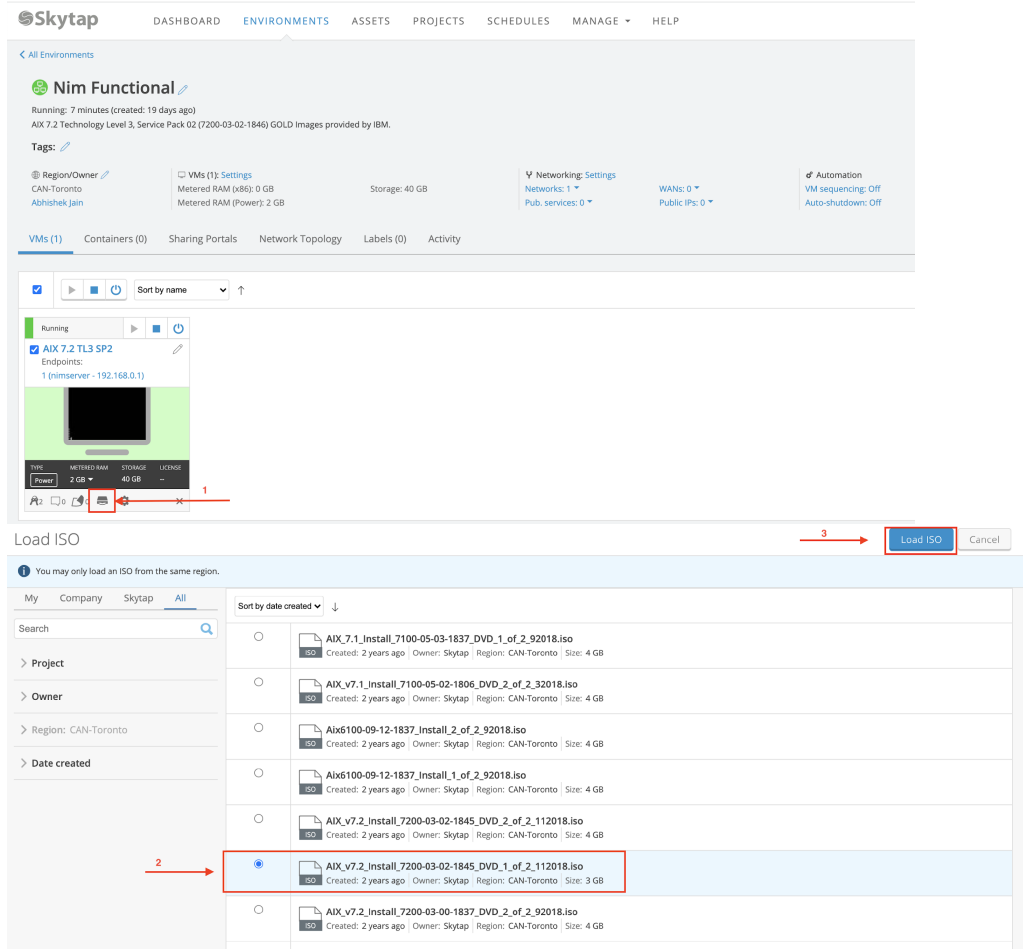 Skytap DASHBOARD ENVIRONMENTS ASSETS PROJECTS SCHEDULES MANAGE HELP
All Environments
Nim Functional
Running: 7 minutes (created: 19 days ago)
AIX 7.2 Technology Level 3, Service Pack 02 (7200-03-02-1846) GOLD Images provided by IBM.
Tags:
Region/Owner VMs (1): Settings Networking: Settings Automation
CAN-Toronto Metered RAM (x86): 0 GB Storage: 40 GB Networks: 1 WANs: 0 VM sequencing: Off
Abhishek Jain Metered RAM (Power): 2 GB Pub. services: 0 Public IPs: 0 Auto-shutdown: Off
VMs (1) Containers (0) Sharing Portals Network Topology Labels (0) Activity
Sort by name
Running
AIX 7.2 TL3 SP2
Endpoints:
1 (nimserver - 192.168.0.1)
TYPE METERED RAM STORAGE LICENSE
Power 2 GB 40 GB --
2 0 0 1
Load ISO 3 Load ISO Cancel
You may only load an ISO from the same region.
My Company Skytap All
Sort by date created
Search
AIX_7.1_Install_7100-05-03-1837_DVD_1_of_2_92018.iso
ISO Created: 2 years ago Owner: Skytap Region: CAN-Toronto Size: 4 GB
Project
AIX_v7.1_Install_7100-05-02-1806_DVD_2_of_2_32018.iso
ISO Created: 2 years ago Owner: Skytap Region: CAN-Toronto Size: 4 GB
Owner
Region: CAN-Toronto
Aix6100-09-12-1837_Install_2_of_2_92018.iso
ISO Created: 2 years ago Owner: Skytap Region: CAN-Toronto Size: 4 GB
Date created
Aix6100-09-12-1837_Install_1_of_2_92018.iso
ISO Created: 2 years ago Owner: Skytap Region: CAN-Toronto Size: 4 GB
AIX_v7.2_Install_7200-03-02-1845_DVD_2_of_2_112018.iso
ISO Created: 2 years ago Owner: Skytap Region: CAN-Toronto Size: 4 GB
2
AIX_v7.2_Install_7200-03-02-1845_DVD_1_of_2_112018.iso
ISO Created: 2 years ago Owner: Skytap Region: CAN-Toronto Size: 3 GB
AIX_v7.2_Install_7200-03-00-1837_DVD_2_of_2_92018.iso
ISO Created: 2 years ago Owner: Skytap Region: CAN-Toronto Size: 4 GB